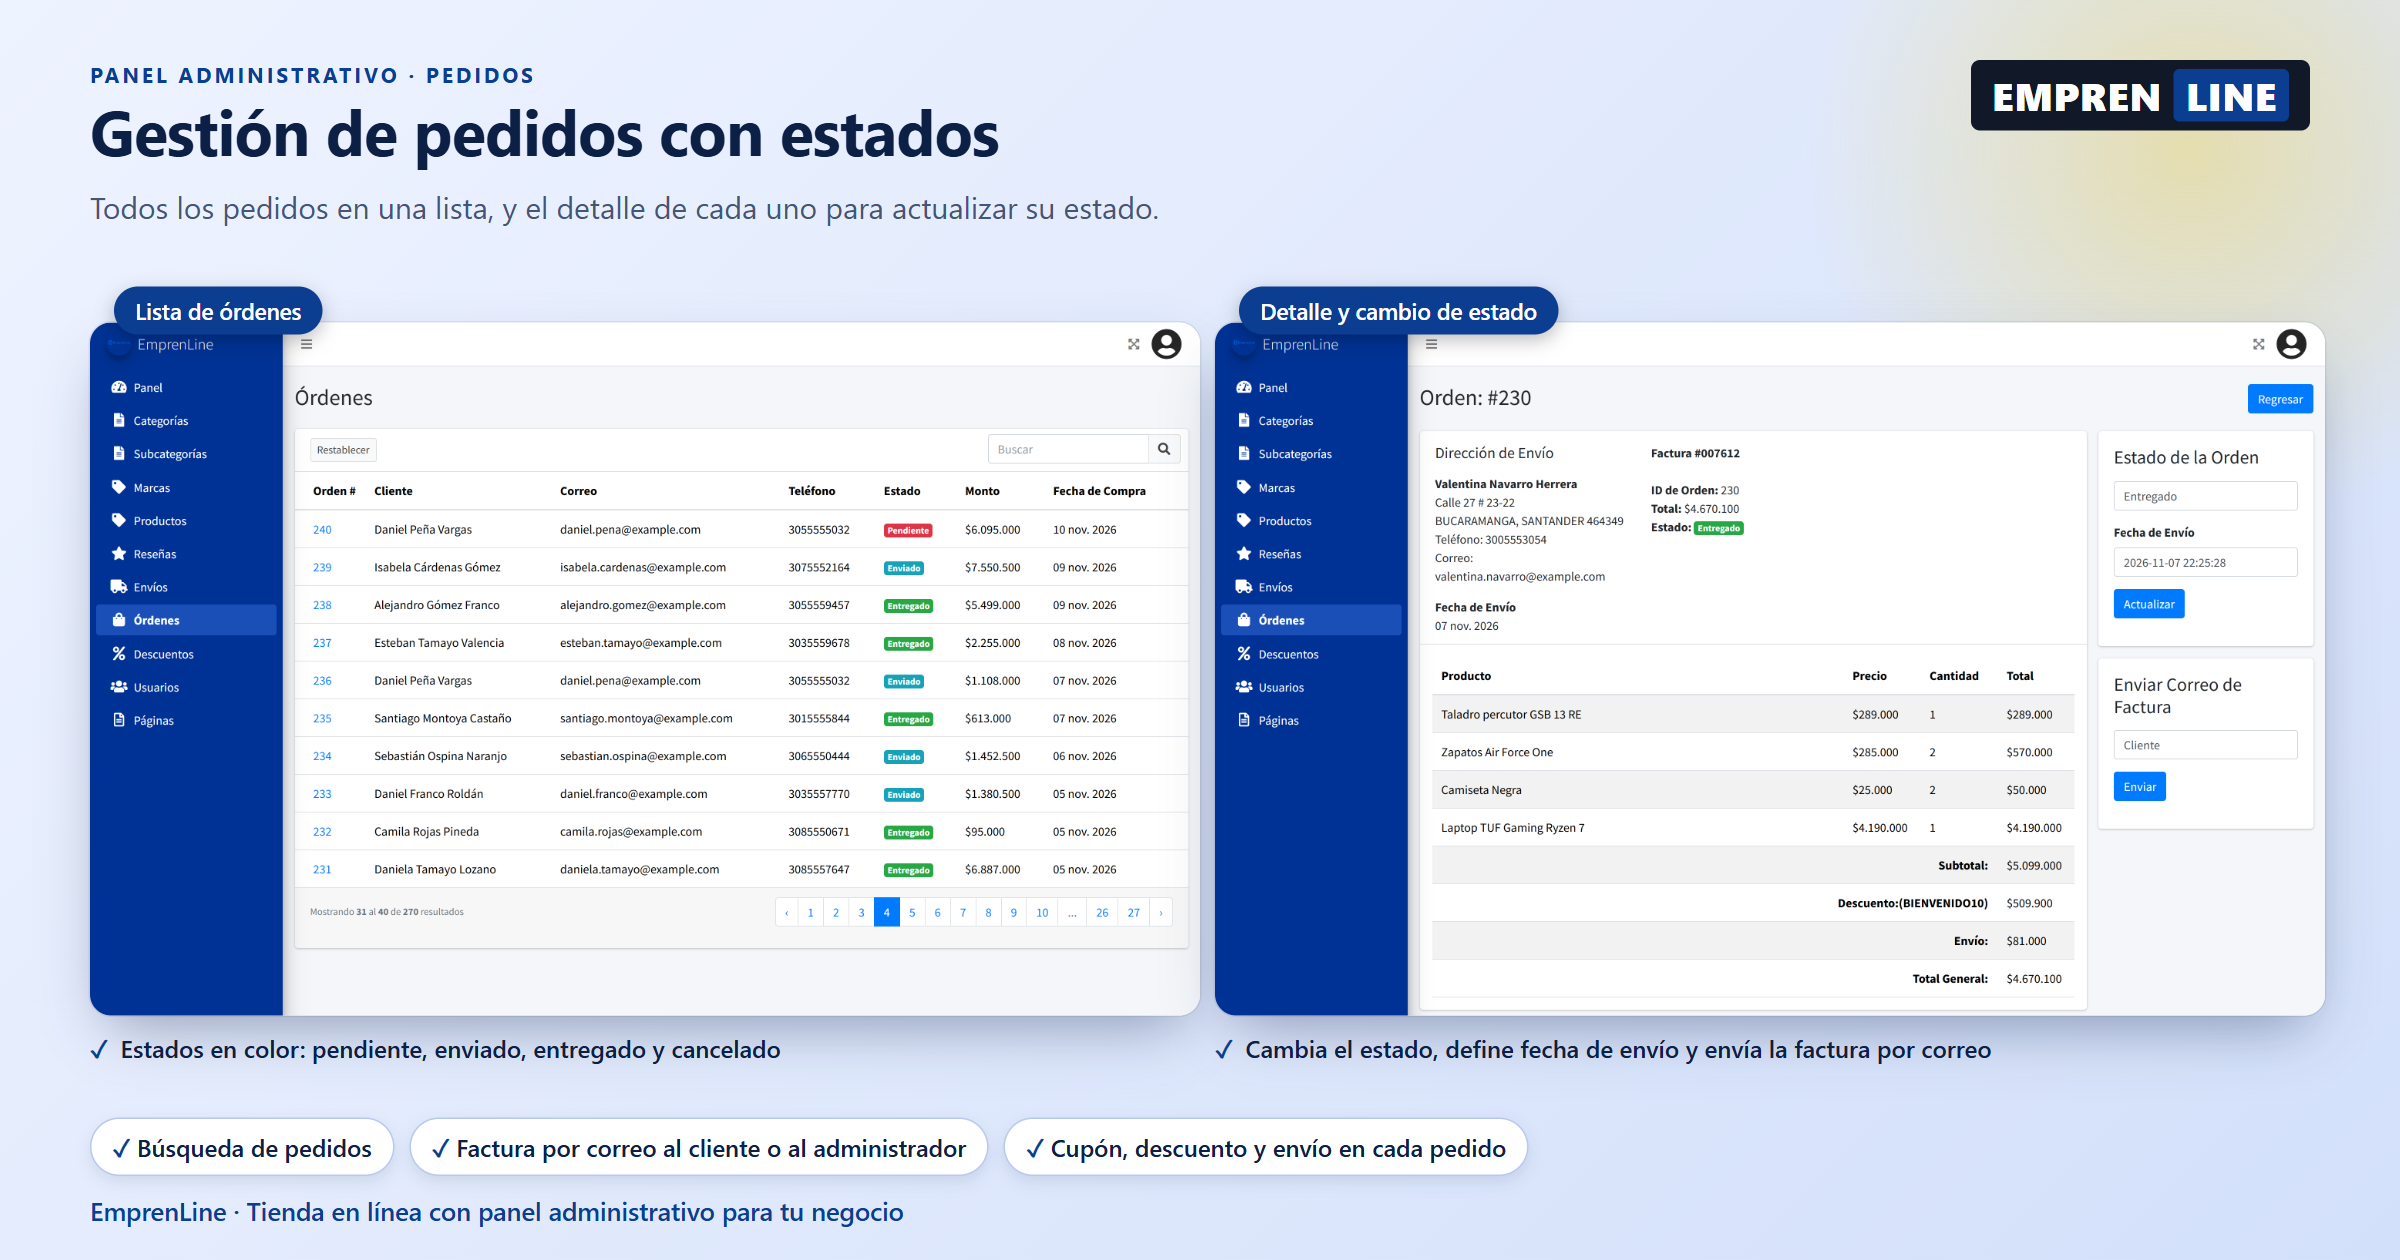 PANEL ADMINISTRATIVO · PEDIDOS
Gestión de pedidos con estados
Todos los pedidos en una lista, y el detalle de cada uno para actualizar su estado.
EMPREN LINE
Lista de órdenes
EmprenLine
Panel
Categorías
Subcategorías
Marcas
Productos
Reseñas
Envíos
Órdenes
Descuentos
Usuarios
Páginas
Órdenes
Restablecer
Buscar
Orden # Cliente Correo Teléfono Estado Monto Fecha de Compra
240 Daniel Peña Vargas daniel.pena@example.com 3055555032 Pendiente $6.095.000 10 nov. 2026
239 Isabela Cárdenas Gómez isabela.cardenas@example.com 3075552164 Enviado $7.550.500 09 nov. 2026
238 Alejandro Gómez Franco alejandro.gomez@example.com 3055559457 Entregado $5.499.000 09 nov. 2026
237 Esteban Tamayo Valencia esteban.tamayo@example.com 3035559678 Entregado $2.255.000 08 nov. 2026
236 Daniel Peña Vargas daniel.pena@example.com 3055555032 Enviado $1.108.000 07 nov. 2026
235 Santiago Montoya Castaño santiago.montoya@example.com 3015555844 Entregado $613.000 07 nov. 2026
234 Sebastián Ospina Naranjo sebastian.ospina@example.com 3065550444 Enviado $1.452.500 06 nov. 2026
233 Daniel Franco Roldán daniel.franco@example.com 3035557770 Enviado $1.380.500 05 nov. 2026
232 Camila Rojas Pineda camila.rojas@example.com 3085550671 Entregado $95.000 05 nov. 2026
231 Daniela Tamayo Lozano daniela.tamayo@example.com 3085557647 Entregado $6.887.000 05 nov. 2026
Mostrando 31 al 40 de 270 resultados
‹ 1 2 3 4 5 6 7 8 9 10 ... 26 27 ›
✓ Estados en color: pendiente, enviado, entregado y cancelado
Detalle y cambio de estado
EmprenLine
Panel
Categorías
Subcategorías
Marcas
Productos
Reseñas
Envíos
Órdenes
Descuentos
Usuarios
Páginas
Orden: #230
Regresar
Dirección de Envío
Valentina Navarro Herrera
Calle 27 # 23-22
BUCARAMANGA, SANTANDER 464349
Teléfono: 3005553054
Correo:
valentina.navarro@example.com
Fecha de Envío
07 nov. 2026
Factura #007612
ID de Orden: 230
Total: $4.670.100
Estado: Entregado
Producto Precio Cantidad Total
Taladro percutor GSB 13 RE $289.000 1 $289.000
Zapatos Air Force One $285.000 2 $570.000
Camiseta Negra $25.000 2 $50.000
Laptop TUF Gaming Ryzen 7 $4.190.000 1 $4.190.000
Subtotal: $5.099.000
Descuento:(BIENVENIDO10) $509.900
Envío: $81.000
Total General: $4.670.100
Estado de la Orden
Entregado
Fecha de Envío
2026-11-07 22:25:28
Actualizar
Enviar Correo de
Factura
Cliente
Enviar
✓ Cambia el estado, define fecha de envío y envía la factura por correo
✓ Búsqueda de pedidos
✓ Factura por correo al cliente o al administrador
✓ Cupón, descuento y envío en cada pedido
EmprenLine · Tienda en línea con panel administrativo para tu negocio